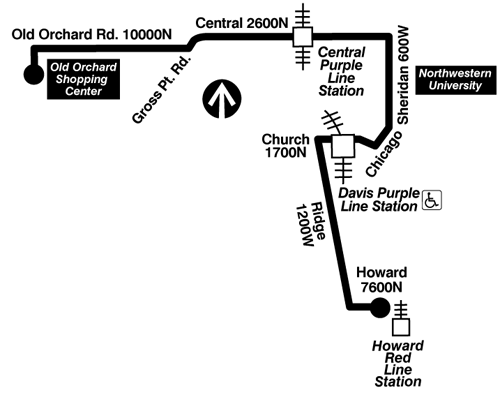 Central 2600N
Old Orchard Rd. 10000N
Old Orchard
Shopping
Center
Gross Pt. Rd.
Central
Purple
Line
Station
Sheridan 600W
Northwestern
University
Chicago
Church
1700N
Davis Purple
Line Station
Ridge
1200W
Howard
7600N
Howard
Red
Line
Station